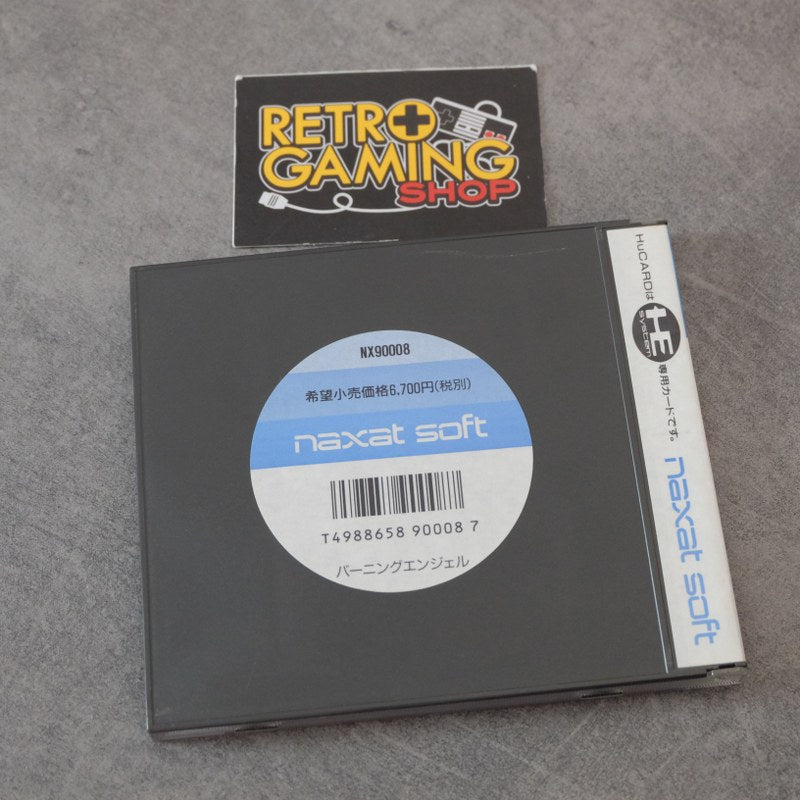 RETRO
GAMING
SHOP
NX90008
希望小売価格6,700円(税別)
naxat soft
T4988658 90008 7
バーニングエンジェル
HuCARDは
HE
system
専用カードです。
naxat soft